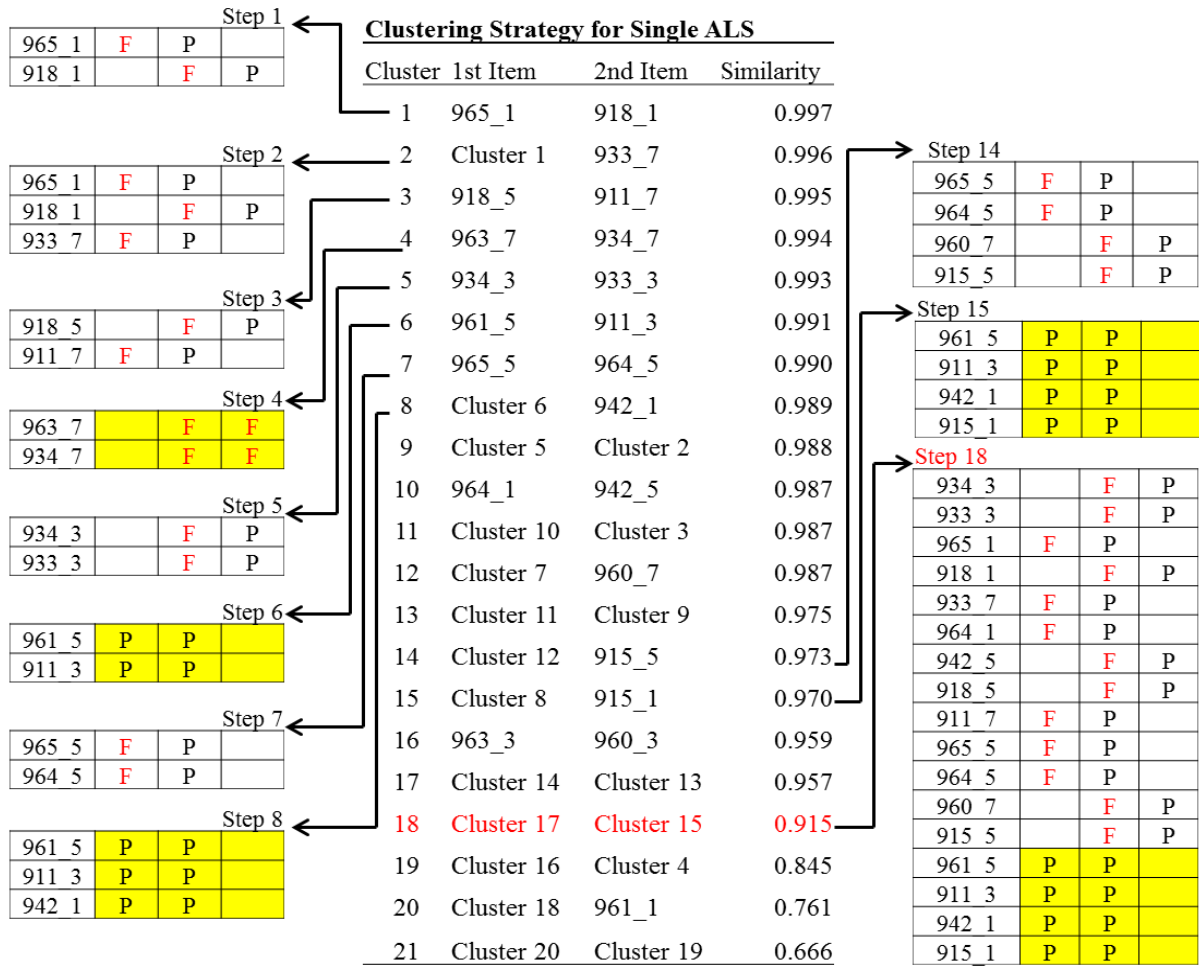 Step 1
965_1 F P
918_1 F P
Step 2
965_1 F P
918_1 F P
933_7 F P
Step 3
918_5 F P
911_7 F P
Step 4
963_7 F F
934_7 F F
Step 5
934_3 F P
933_3 F P
Step 6
961_5 P P
911_3 P P
Step 7
965_5 F P
964_5 F P
Step 8
961_5 P P
911_3 P P
942_1 P P
Clustering Strategy for Single ALS
Cluster 1st Item 2nd Item Similarity
1 965_1 918_1 0.997
2 Cluster 1 933_7 0.996
3 918_5 911_7 0.995
4 963_7 934_7 0.994
5 934_3 933_3 0.993
6 961_5 911_3 0.991
7 965_5 964_5 0.990
8 Cluster 6 942_1 0.989
9 Cluster 5 Cluster 2 0.988
10 964_1 942_5 0.987
11 Cluster 10 Cluster 3 0.987
12 Cluster 7 960_7 0.987
13 Cluster 11 Cluster 9 0.975
14 Cluster 12 915_5 0.973
15 Cluster 8 915_1 0.970
16 963_3 960_3 0.959
17 Cluster 14 Cluster 13 0.957
18 Cluster 17 Cluster 15 0.915
19 Cluster 16 Cluster 4 0.845
20 Cluster 18 961_1 0.761
21 Cluster 20 Cluster 19 0.666
Step 14
965_5 F P
964_5 F P
960_7 F P
915_5 F P
Step 15
961_5 P P
911_3 P P
942_1 P P
915_1 P P
Step 18
934_3 F P
933_3 F P
965_1 F P
918_1 F P
933_7 F P
964_1 F P
942_5 F P
918_5 F P
911_7 F P
965_5 F P
964_5 F P
960_7 F P
915_5 F P
961_5 P P
911_3 P P
942_1 P P
915_1 P P